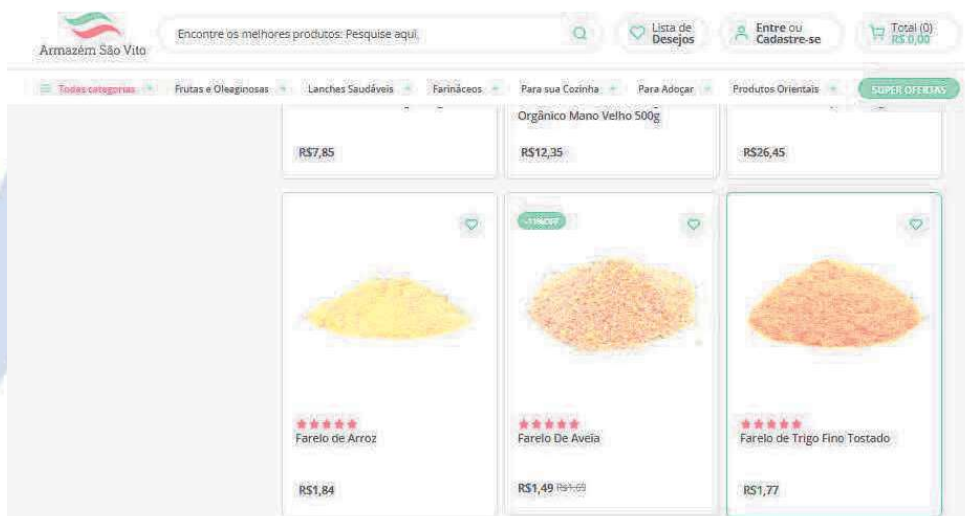 Armazém São Vito
Encontre os melhores produtos: Pesquise aqui.
Lista de
Desejos
Entre ou
Cadastre-se
Total (0)
R$ 0,00
Todas categorias
Frutas e Oleaginosas
Lanches Saudáveis
Farináceos
Para sua Cozinha
Para Adoçar
Produtos Orientais
SUPER OFERTAS
Orgânico Mano Velho 500g
R$7,85
R$12,35
R$26,45
Farelo de Arroz
Farelo De Aveia
Farelo de Trigo Fino Tostado
R$1,84
R$1,49
R$1,77